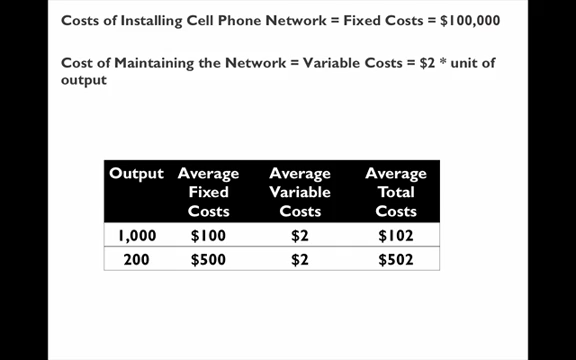 Costs of Installing Cell Phone Network = Fixed Costs = $100,000
Cost of Maintaining the Network = Variable Costs = $2 * unit of
output
Output Average Fixed Costs Average Variable Costs Average Total Costs
1,000 $100 $2 $102
200 $500 $2 $502